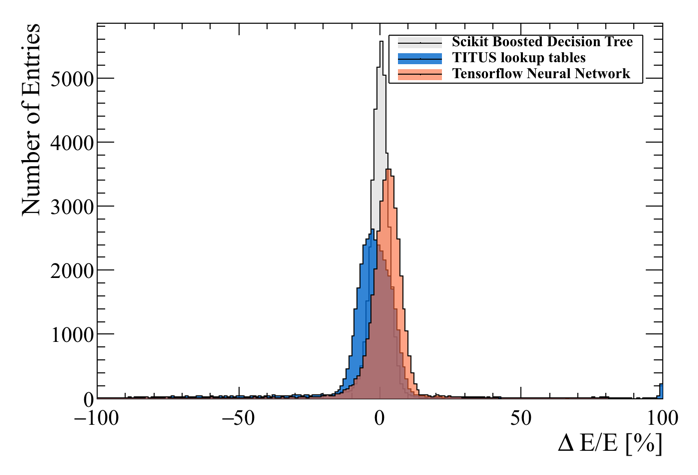 Number of Entries
5000
4000
3000
2000
1000
0
Scikit Boosted Decision Tree
TITUS lookup tables
Tensorflow Neural Network
−100
−50
0
50
100
Δ E/E [%]